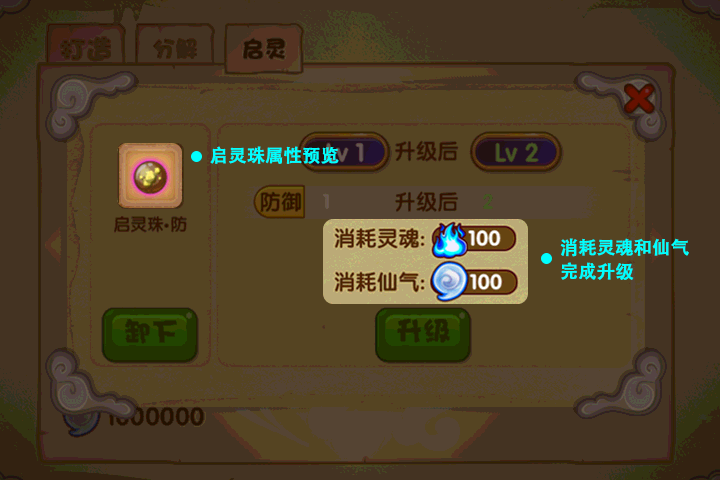 打造 分解 启灵
启灵珠属性预览
Lv 1 升级后 Lv 2
防御 1 升级后 2
启灵珠·防
消耗灵魂: 100
消耗仙气: 100
消耗灵魂和仙气
完成升级
卸下 升级
1000000